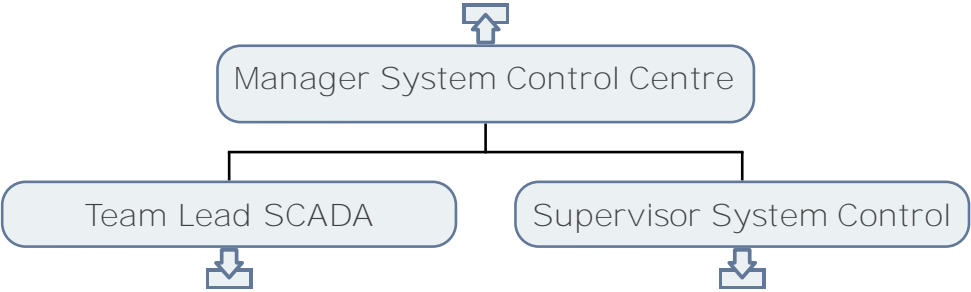 Manager System Control Centre
Team Lead SCADA
Supervisor System Control